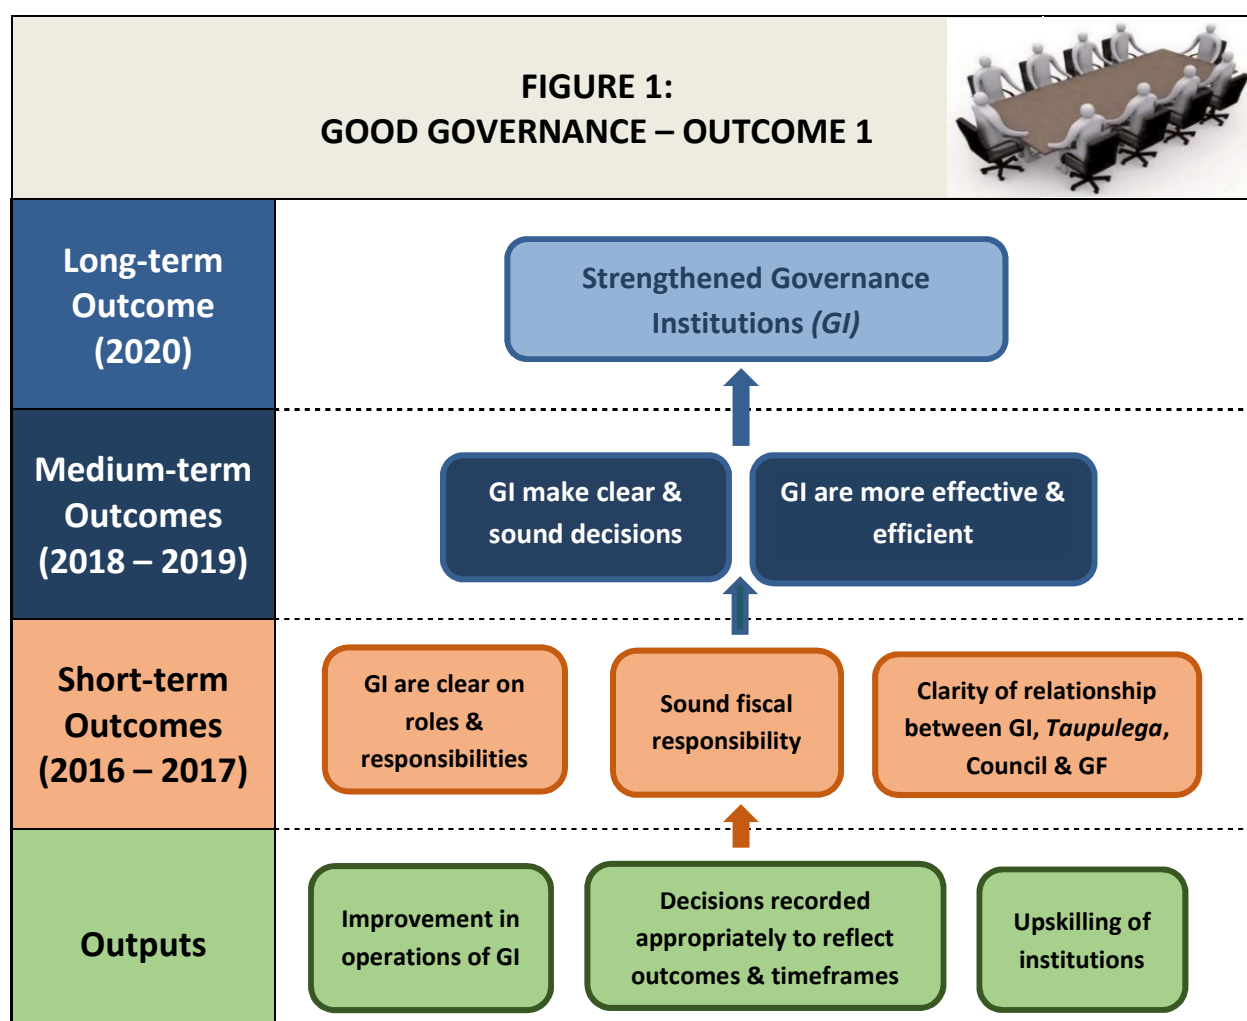 FIGURE 1:
GOOD GOVERNANCE – OUTCOME 1
Long-term
Outcome
(2020)
Strengthened Governance
Institutions (GI)
Medium-term
Outcomes
(2018 – 2019)
GI make clear &
sound decisions
GI are more effective &
efficient
Short-term
Outcomes
(2016 – 2017)
GI are clear on
roles &
responsibilities
Sound fiscal
responsibility
Clarity of relationship
between GI, Taupulega,
Council & GF
Outputs
Improvement in
operations of GI
Decisions recorded
appropriately to reflect
outcomes & timeframes
Upskilling of
institutions